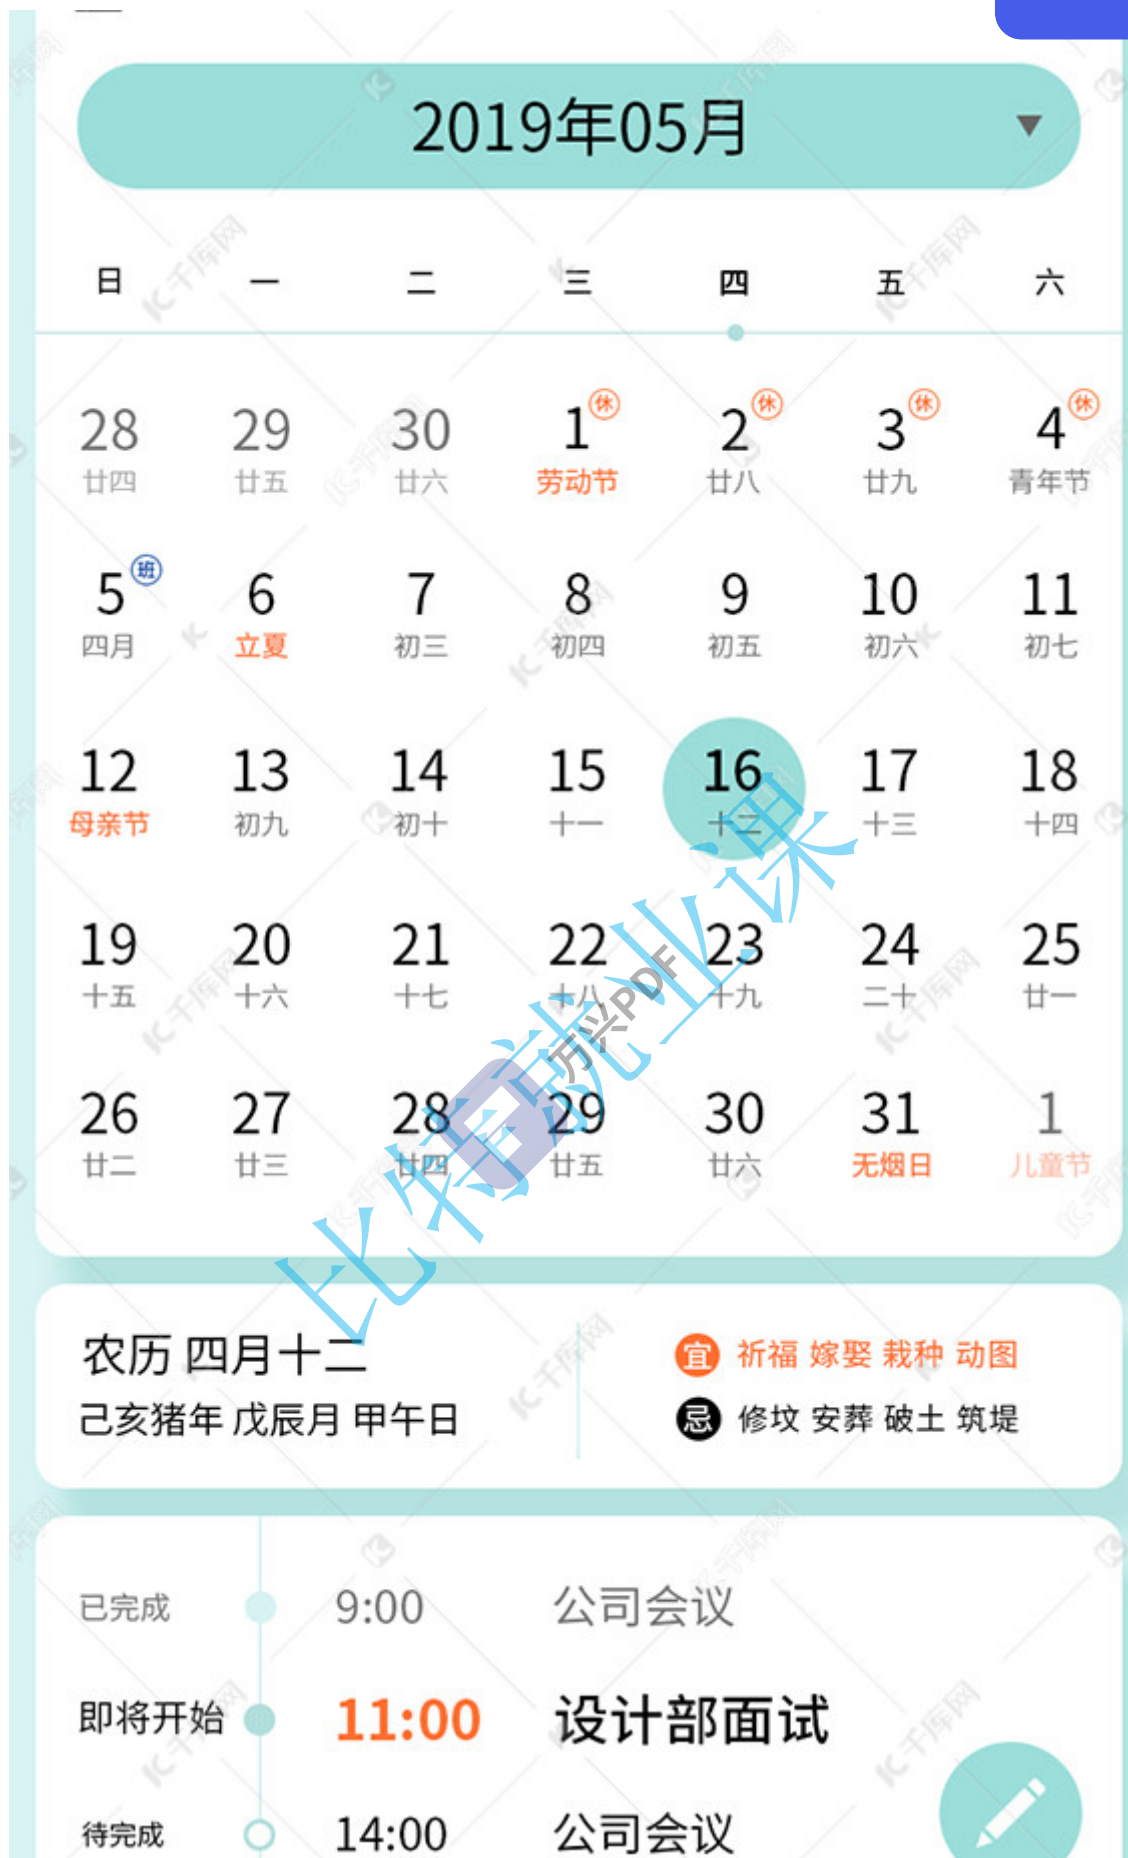 2019年05月
日 一 二 三 四 五 六
28 29 30 1休 2休 3休 4休
廿四 廿五 廿六 劳动节 廿八 廿九 青年节
5班 6 7 8 9 10 11
四月 立夏 初三 初四 初五 初六 初七
12 13 14 15 16 17 18
母亲节 初九 初十 十一 十二 十三 十四
19 20 21 22 23 24 25
十五 十六 十七 十八 十九 二十 廿一
26 27 28 29 30 31 1
廿二 廿三 廿四 廿五 廿六 无烟日 儿童节
比特就业课
万兴PDF
千库网
农历 四月十二
己亥猪年 戊辰月 甲午日
宜 祈福 嫁娶 栽种 动图
忌 修坟 安葬 破土 筑堤
已完成 9:00 公司会议
即将开始 11:00 设计部面试
待完成 14:00 公司会议